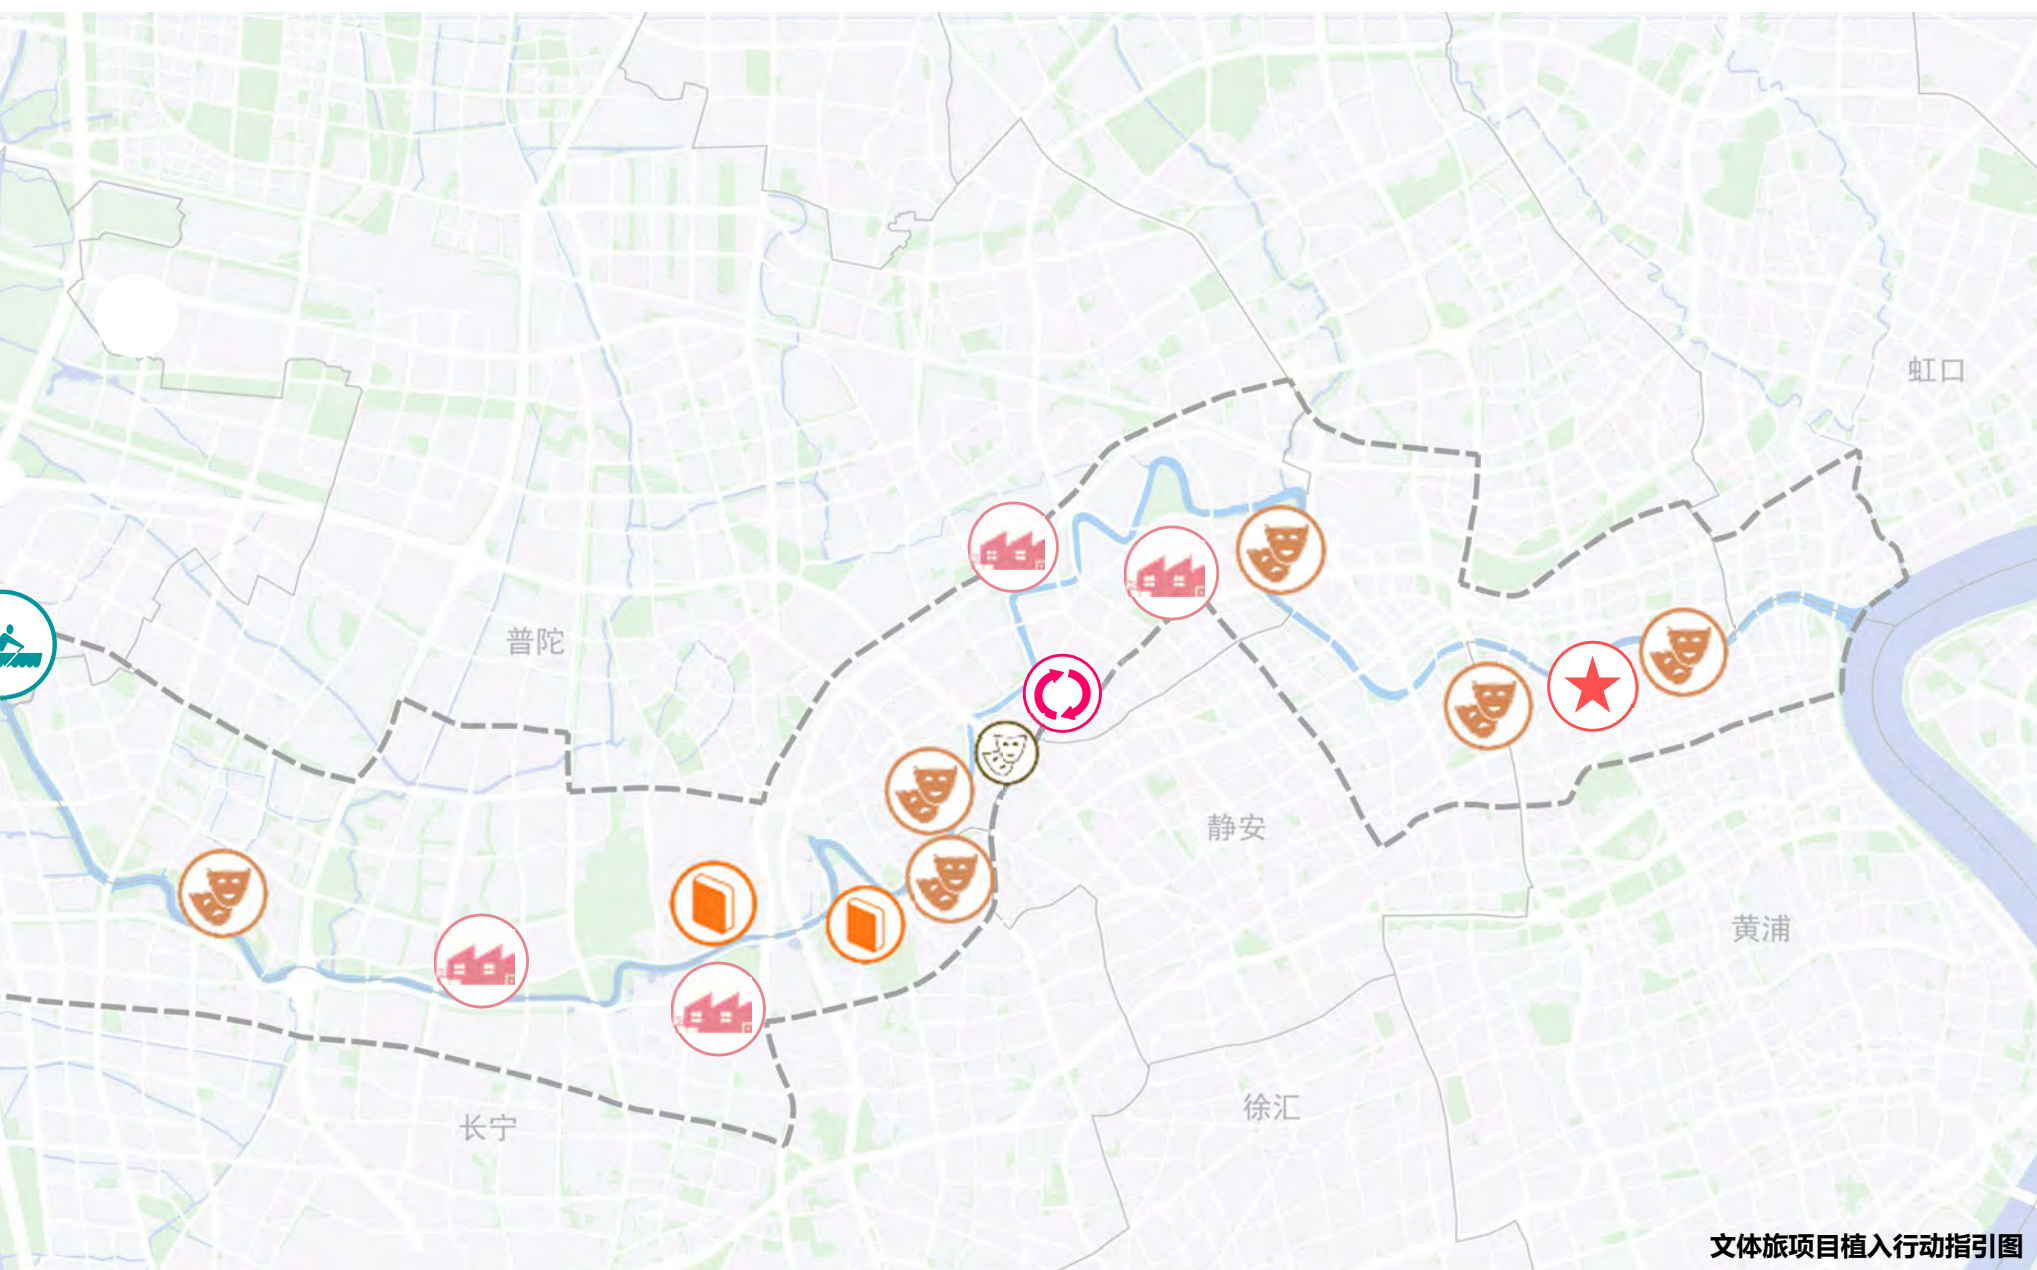 虹口
普陀
静安
黄浦
徐汇
长宁
文体旅项目植入行动指引图